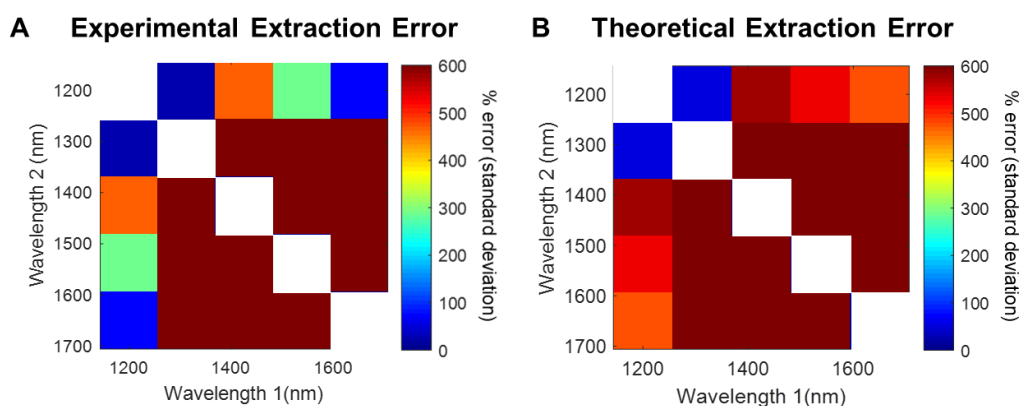 A Experimental Extraction Error
1200
1300
1400
1500
1600
1700
Wavelength 2 (nm)
1200 1400 1600
Wavelength 1(nm)
600
500
400
300
200
100
0
% error (standard deviation)
B Theoretical Extraction Error
1200
1300
1400
1500
1600
1700
Wavelength 2 (nm)
1200 1400 1600
Wavelength 1(nm)
600
500
400
300
200
100
0
% error (standard deviation)